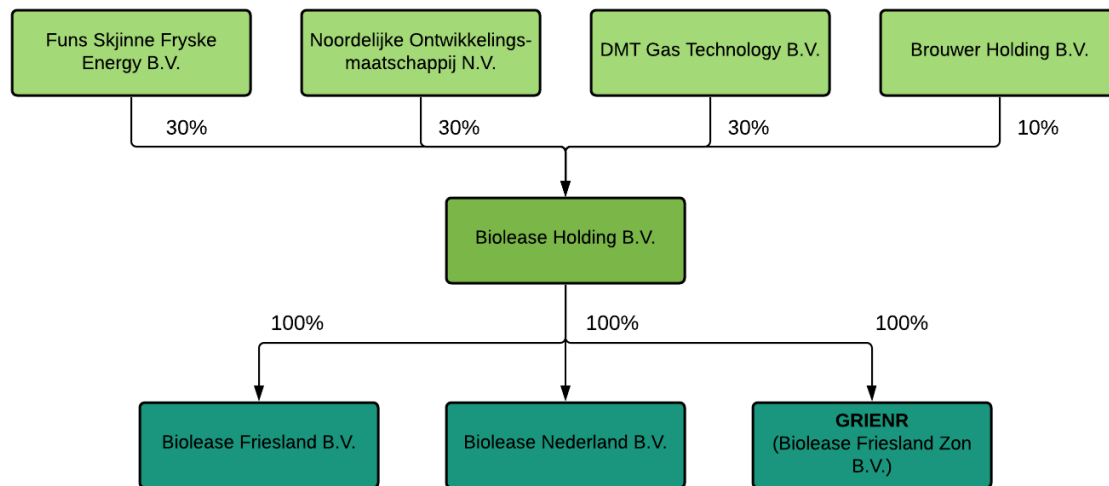 Funs Skjinne Fryske
Energy B.V.
Noordelijke Ontwikkelings-
maatschappij N.V.
DMT Gas Technology B.V.
Brouwer Holding B.V.
30%
30%
30%
10%
Biolease Holding B.V.
100%
100%
100%
Biolease Friesland B.V.
Biolease Nederland B.V.
GRIENR
(Biolease Friesland Zon
B.V.)